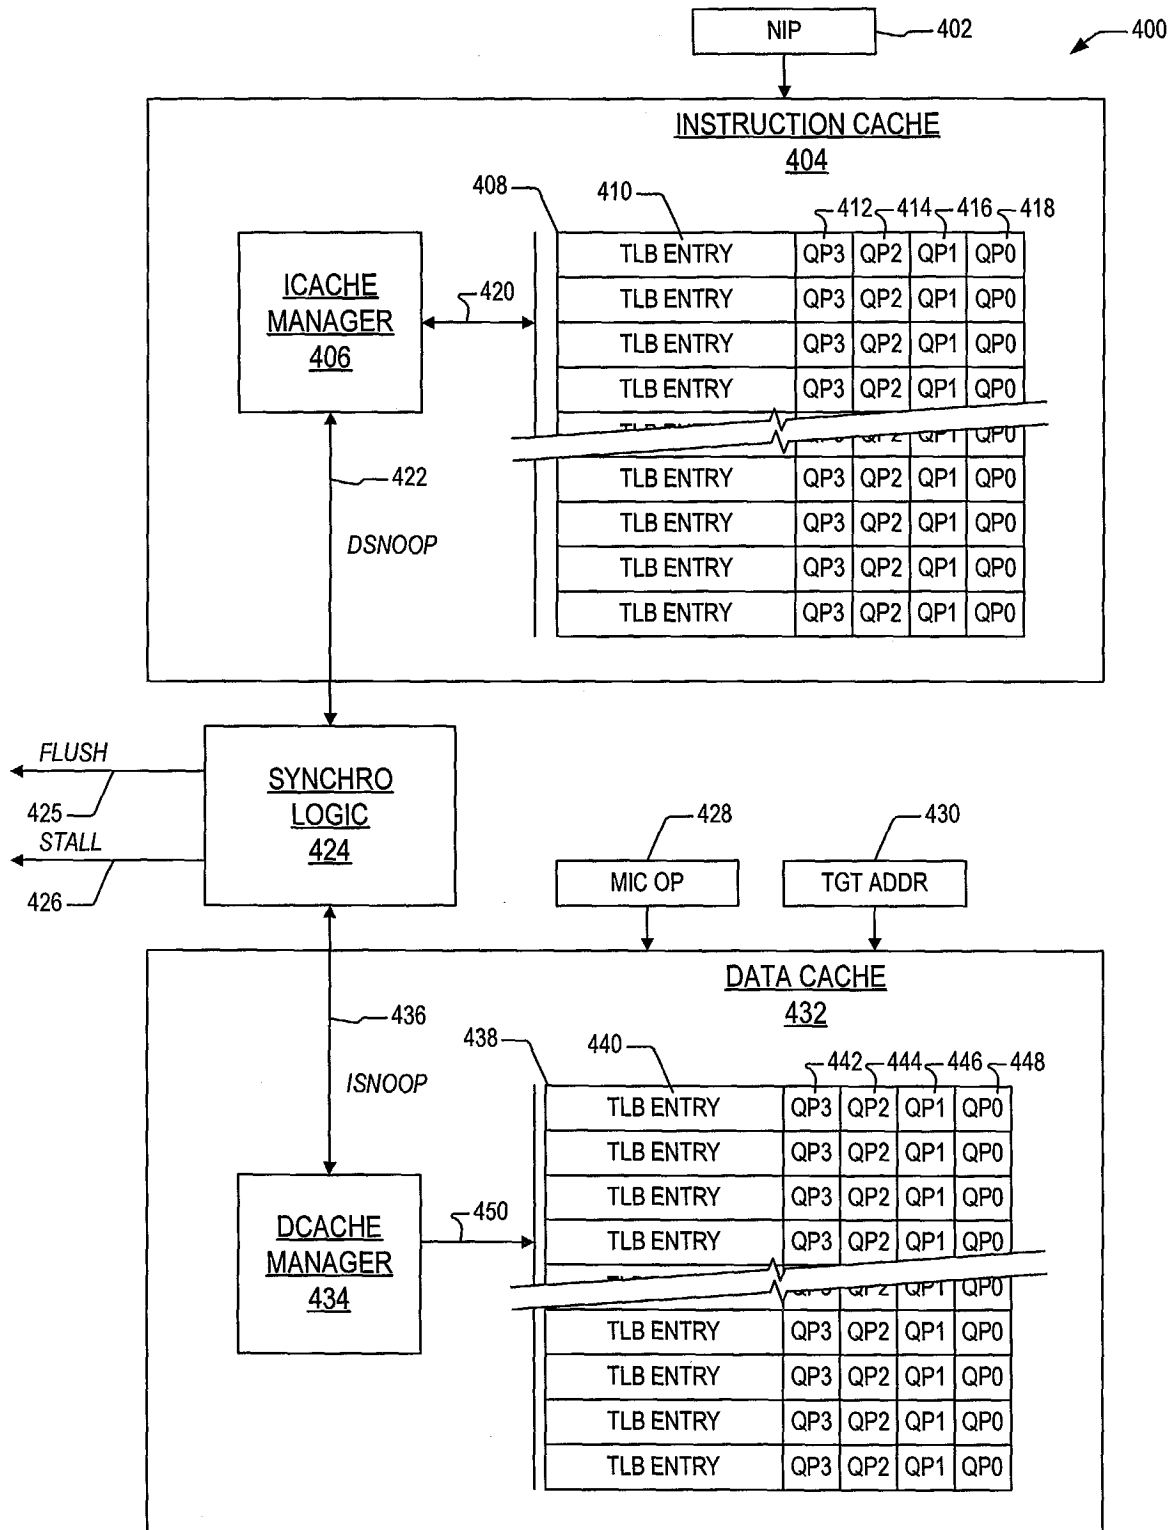 NIP
402
400
INSTRUCTION CACHE
404
408
410
412 414 416 418
TLB ENTRY QP3 QP2 QP1 QP0
TLB ENTRY QP3 QP2 QP1 QP0
TLB ENTRY QP3 QP2 QP1 QP0
TLB ENTRY QP3 QP2 QP1 QP0
TLB ENTRY QP3 QP2 QP1 QP0
TLB ENTRY QP3 QP2 QP1 QP0
TLB ENTRY QP3 QP2 QP1 QP0
TLB ENTRY QP3 QP2 QP1 QP0
ICACHE
MANAGER
406
420
422
DSNOOP
FLUSH
425
STALL
426
SYNCHRO
LOGIC
424
428
MIC OP
430
TGT ADDR
DATA CACHE
432
436
ISNOOP
438
440
442 444 446 448
TLB ENTRY QP3 QP2 QP1 QP0
TLB ENTRY QP3 QP2 QP1 QP0
TLB ENTRY QP3 QP2 QP1 QP0
TLB ENTRY QP3 QP2 QP1 QP0
TLB ENTRY QP3 QP2 QP1 QP0
TLB ENTRY QP3 QP2 QP1 QP0
TLB ENTRY QP3 QP2 QP1 QP0
TLB ENTRY QP3 QP2 QP1 QP0
DCACHE
MANAGER
434
450